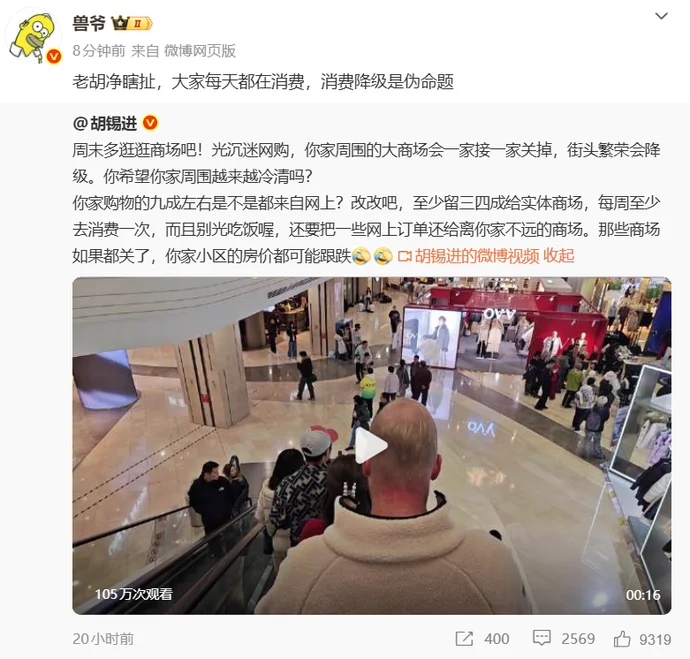 兽爷 II
8分钟前 来自 微博网页版
老胡净瞎扯，大家每天都在消费，消费降级是伪命题
@胡锡进
周末多逛逛商场吧！光沉迷网购，你家周围的大商场会一家接一家关掉，街头繁荣会降
级。你希望你家周围越来越冷清吗？
你家购物的九成左右是不是都来自网上？改改吧，至少留三四成给实体商场，每周至少
去消费一次，而且别光吃饭喔，还要把一些网上订单还给离你家不远的商场。那些商场
如果都关了，你家小区的房价都可能跟跌🤣🤣 胡锡进的微博视频 收起
OVV
105万次观看
00:16
20小时前
400 2569 9319